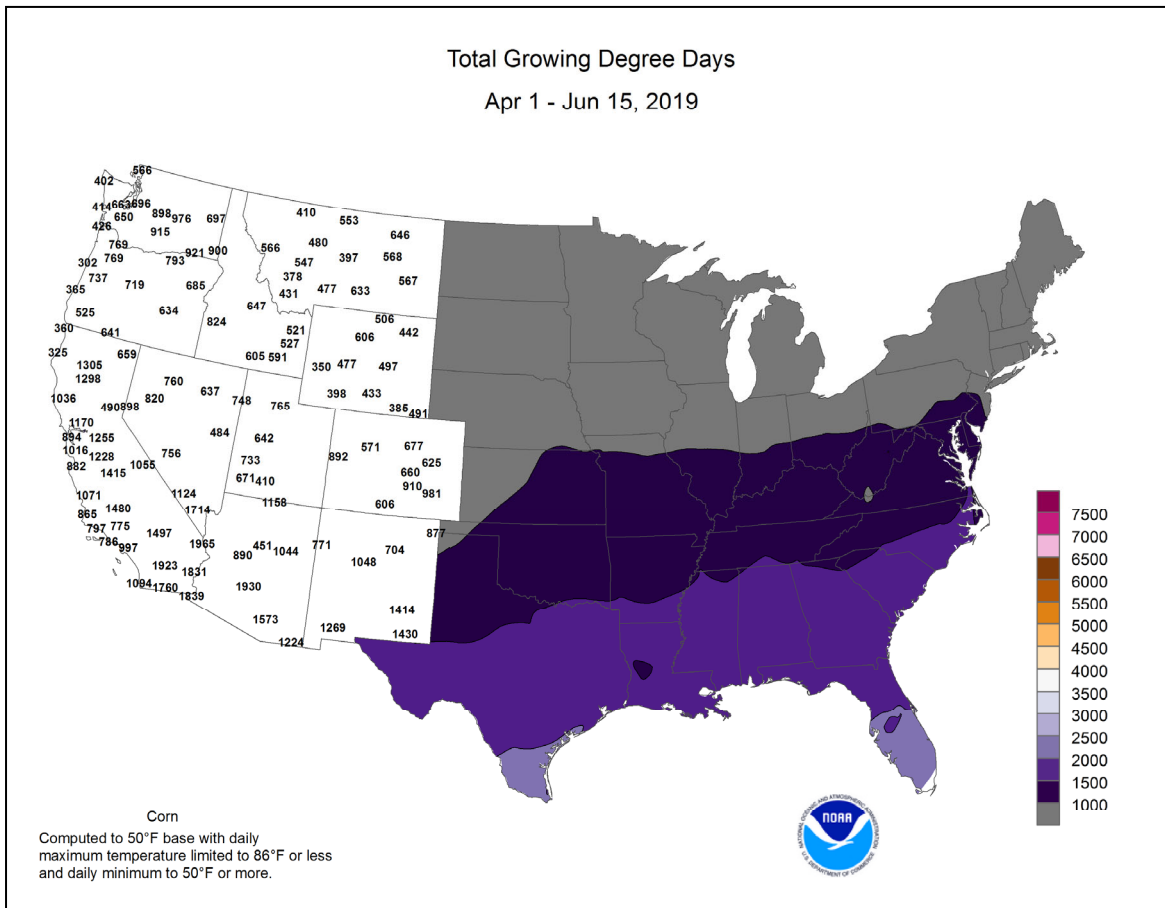 Total Growing Degree Days
Apr 1 - Jun 15, 2019
566
402
414 663 696
650 898 976 697
426 915
769 921 900
302 769 793
737 719 685
365
525 634
360 641 824
325 659
410 553
646
566 480
547 397 568
378 567
431 477 633
647
506
521 606 442
527
605 591 350 477 497
398 433
385 491
1305
1298 760 637
1036 820 748 765
490 898
1170 484
894 1255 642
1016 1228 756 733
882 1415 1055 671 410
1071 1124 1158
865 1480 1714
797 775 1497
786 997 1965
1923 1831
1094 1760 1839
571 677
892 625
660
910 981
606
877
451 1044 771 704
890 1048
1930
1573 1414
1269 1430
1224
7500
7000
6500
6000
5500
5000
4500
4000
3500
3000
2500
2000
1500
1000
Corn
Computed to 50°F base with daily
maximum temperature limited to 86°F or less
and daily minimum to 50°F or more.
NATIONAL OCEANIC AND ATMOSPHERIC ADMINISTRATION
NOAA
U.S. DEPARTMENT OF COMMERCE